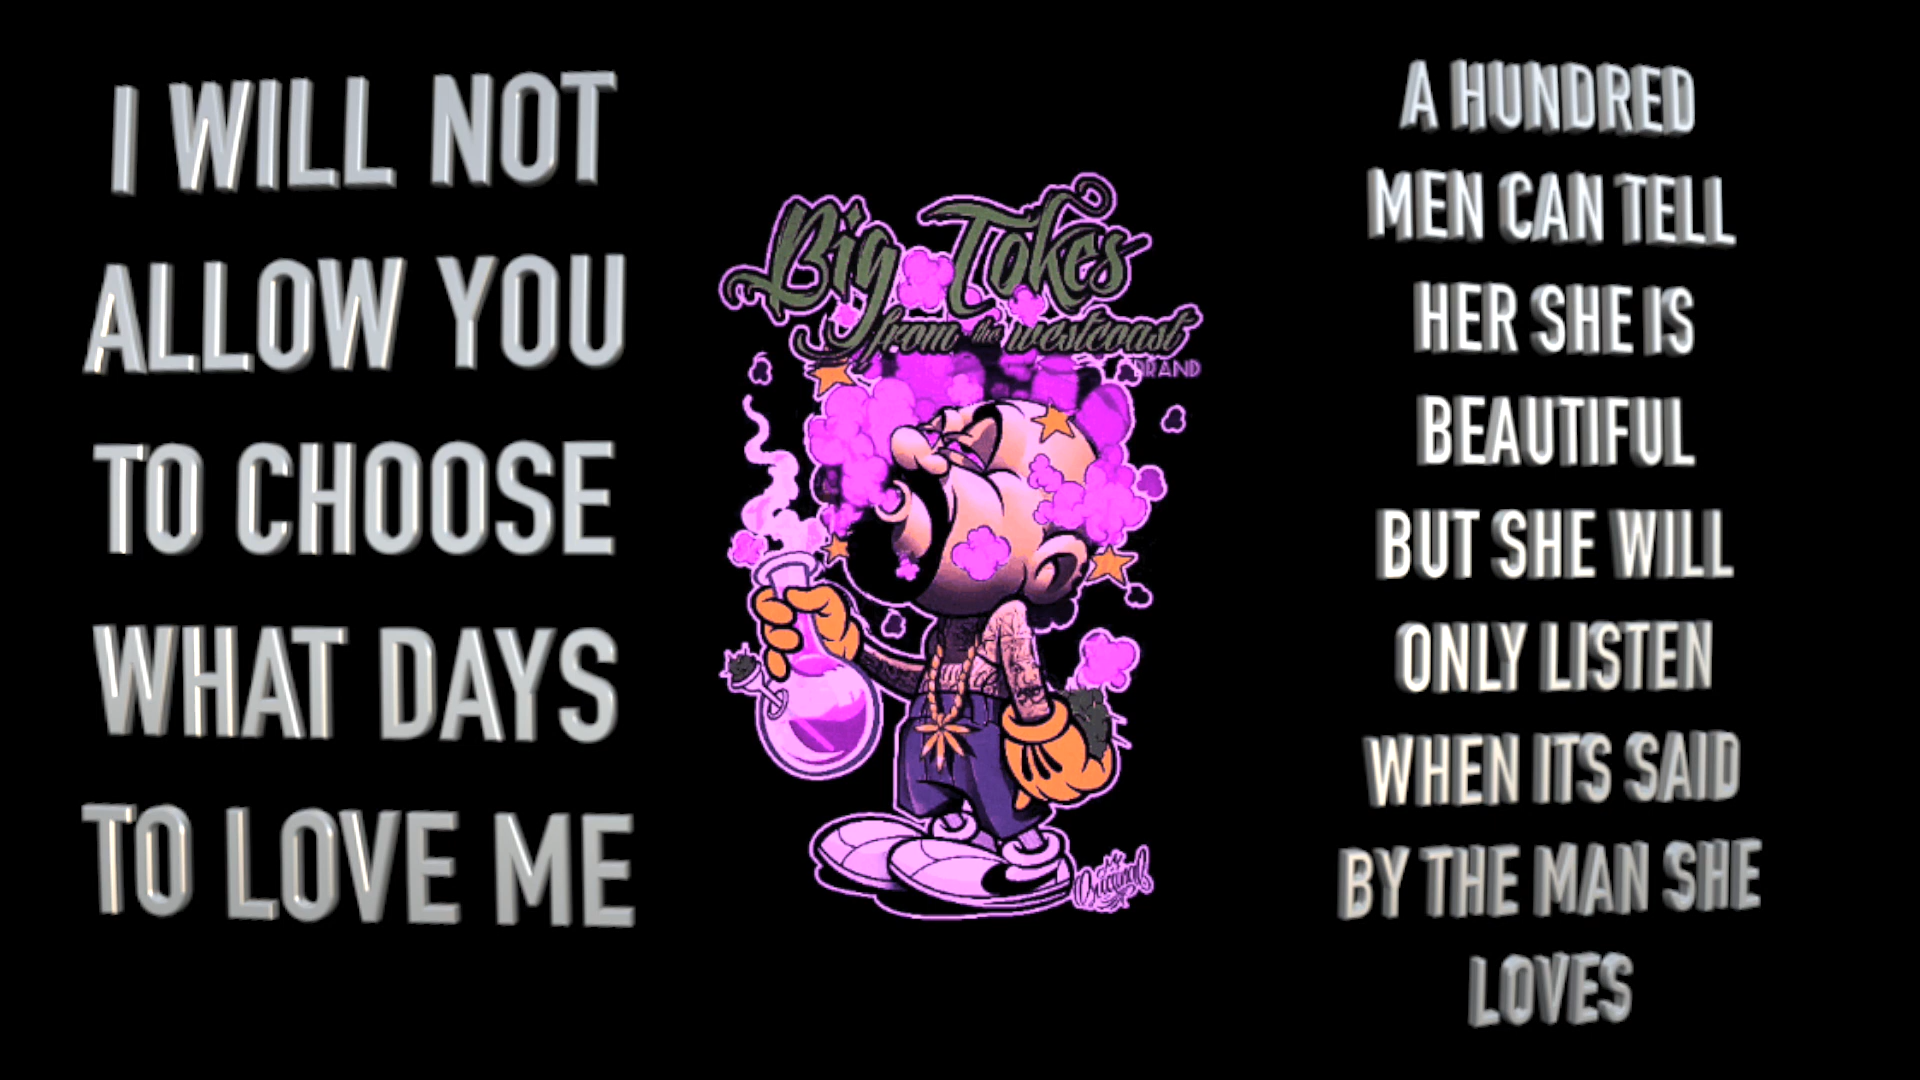 I WILL NOT
ALLOW YOU
TO CHOOSE
WHAT DAYS
TO LOVE ME
Big Tokes
from the westcoast
BRAND
Mr
Originals
A HUNDRED
MEN CAN TELL
HER SHE IS
BEAUTIFUL
BUT SHE WILL
ONLY LISTEN
WHEN ITS SAID
BY THE MAN SHE
LOVES